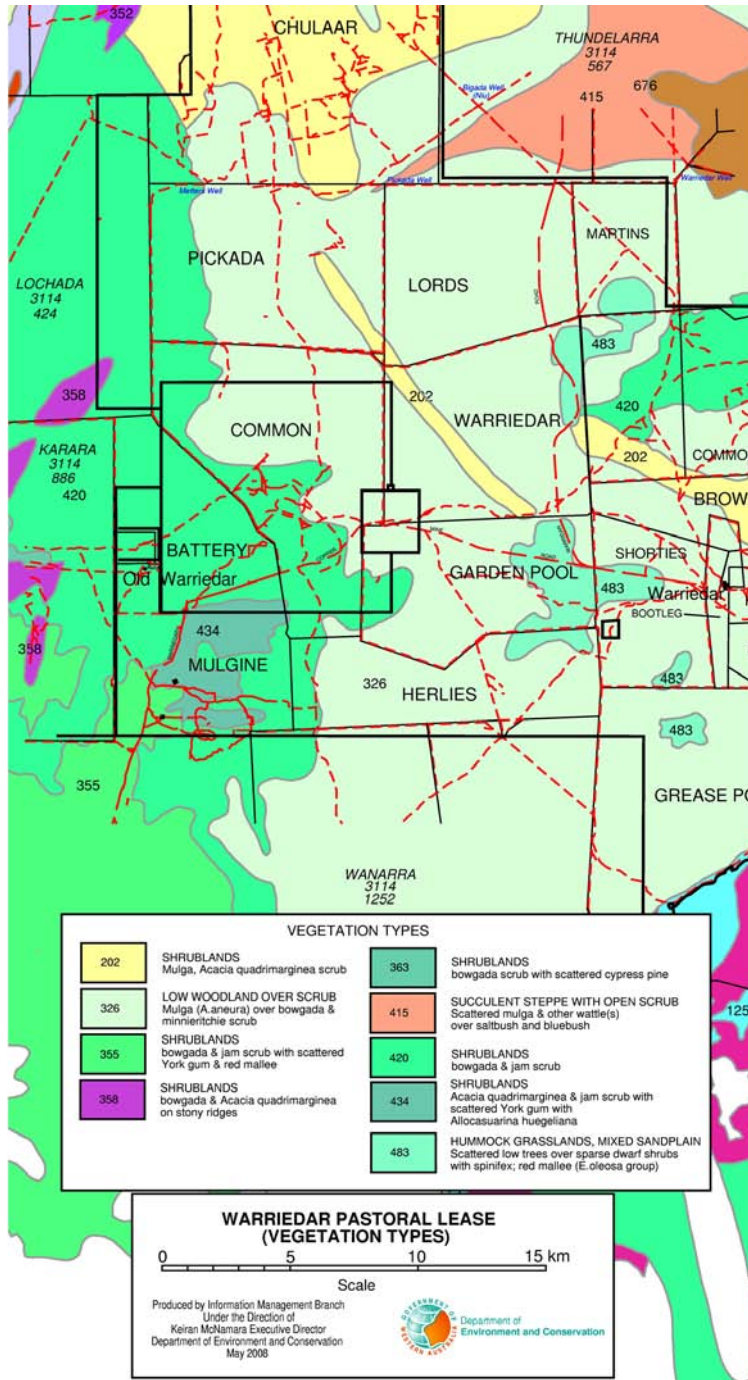 352
CHULAAR
THUNDELARRA
3114
567
Bigada Well
(Niu)
415
676
Metters Well
Pickada Well
Warriedar Well
MARTINS
PICKADA
LOCHADA
3114
424
LORDS
483
358
202
WARRIEDAR
420
COMMON
KARARA
3114
886
420
202
COMMO
BROW
BATTERY
Old Warriedar
GARDEN POOL
SHORTIES
483
Warriedar
BOOTLEG
434
358
MULGINE
326
HERLIES
483
483
355
GREASE PO
WANARRA
3114
1252
125
VEGETATION TYPES
202
SHRUBLANDS
Mulga, Acacia quadrimarginea scrub
326
LOW WOODLAND OVER SCRUB
Mulga (A.aneura) over bowgada &
minnieritchie scrub
355
SHRUBLANDS
bowgada & jam scrub with scattered
York gum & red mallee
358
SHRUBLANDS
bowgada & Acacia quadrimarginea
on stony ridges
363
SHRUBLANDS
bowgada scrub with scattered cypress pine
415
SUCCULENT STEPPE WITH OPEN SCRUB
Scattered mulga & other wattle(s)
over saltbush and bluebush
420
SHRUBLANDS
bowgada & jam scrub
434
SHRUBLANDS
Acacia quadrimarginea & jam scrub with
scattered York gum with
Allocasuarina huegeliana
483
HUMMOCK GRASSLANDS, MIXED SANDPLAIN
Scattered low trees over sparse dwarf shrubs
with spinifex; red mallee (E.oleosa group)
WARRIEDAR PASTORAL LEASE
(VEGETATION TYPES)
0 5 10 15 km
Scale
Produced by Information Management Branch
Under the Direction of
Keiran McNamara Executive Director
Department of Environment and Conservation
May 2008
GOVERNMENT OF
WESTERN AUSTRALIA
Department of
Environment and Conservation